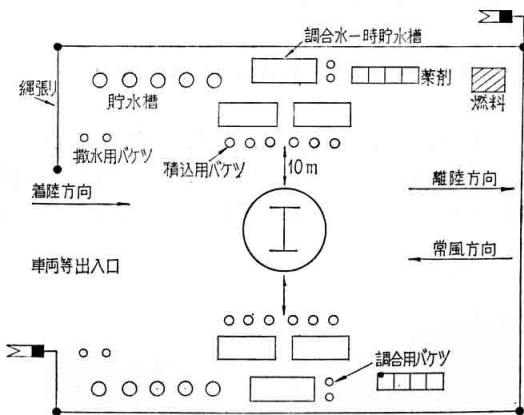 調合水一時貯水槽
縄張り
貯水槽
薬剤
燃料
撒水用バケツ
積込用バケツ
10m
着陸方向
離陸方向
常風方向
車両等出入口
調合用バケツ